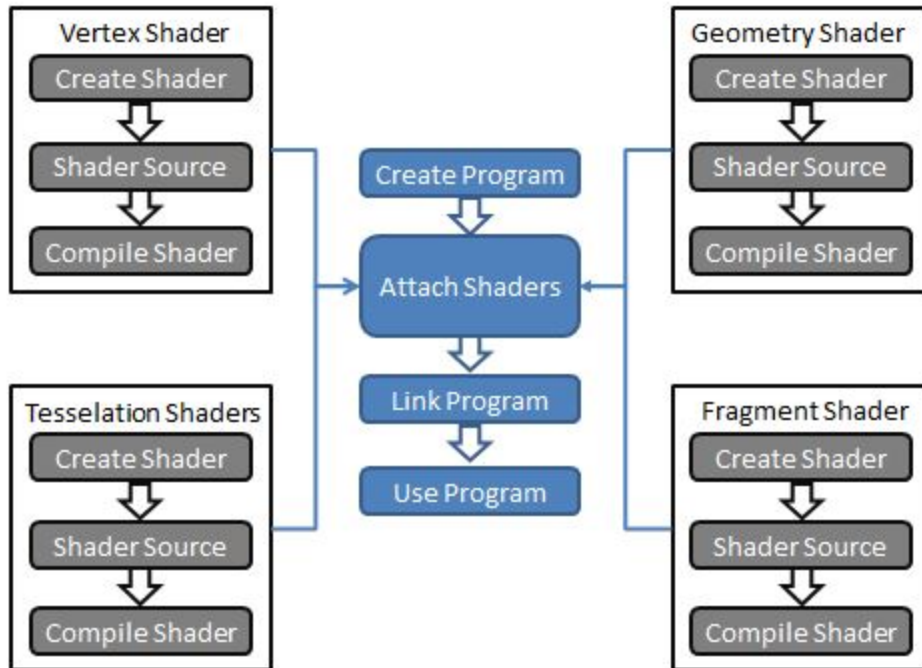 Vertex Shader
Create Shader
Shader Source
Compile Shader
Tesselation Shaders
Create Shader
Shader Source
Compile Shader
Create Program
Attach Shaders
Link Program
Use Program
Geometry Shader
Create Shader
Shader Source
Compile Shader
Fragment Shader
Create Shader
Shader Source
Compile Shader